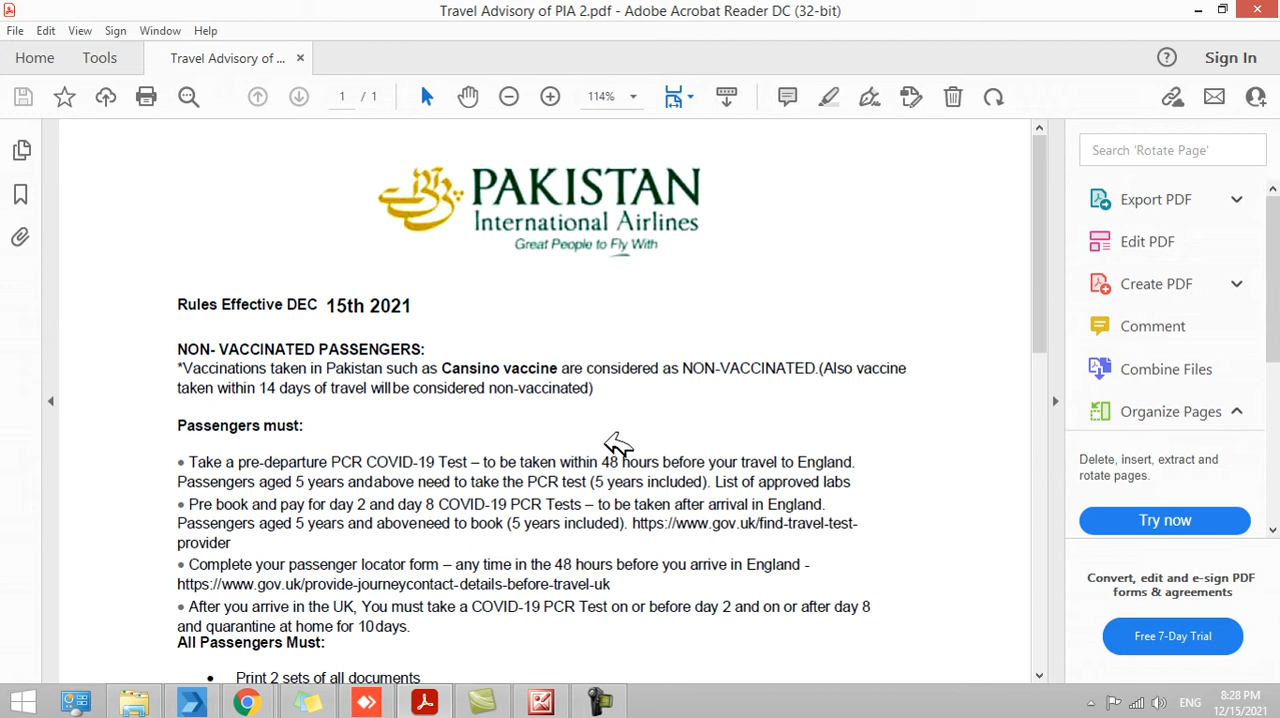 Travel Advisory of PIA 2.pdf - Adobe Acrobat Reader DC (32-bit)
File Edit View Sign Window Help
Home Tools Travel Advisory of ... × Sign In
1 / 1 114%
Search 'Rotate Page'
PAKISTAN
International Airlines
Great People to Fly With
Export PDF
Edit PDF
Create PDF
Comment
Combine Files
Organize Pages
Delete, insert, extract and
rotate pages.
Try now
Convert, edit and e-sign PDF
forms & agreements
Free 7-Day Trial
Rules Effective DEC 15th 2021
NON- VACCINATED PASSENGERS:
*Vaccinations taken in Pakistan such as Cansino vaccine are considered as NON-VACCINATED.(Also vaccine
taken within 14 days of travel will be considered non-vaccinated)
Passengers must:
• Take a pre-departure PCR COVID-19 Test – to be taken within 48 hours before your travel to England.
Passengers aged 5 years and above need to take the PCR test (5 years included). List of approved labs
• Pre book and pay for day 2 and day 8 COVID-19 PCR Tests – to be taken after arrival in England.
Passengers aged 5 years and above need to book (5 years included). https://www.gov.uk/find-travel-test-
provider
• Complete your passenger locator form – any time in the 48 hours before you arrive in England -
https://www.gov.uk/provide-journeycontact-details-before-travel-uk
• After you arrive in the UK, You must take a COVID-19 PCR Test on or before day 2 and on or after day 8
and quarantine at home for 10 days.
All Passengers Must:
• Print 2 sets of all documents
ENG 8:28 PM
12/15/2021